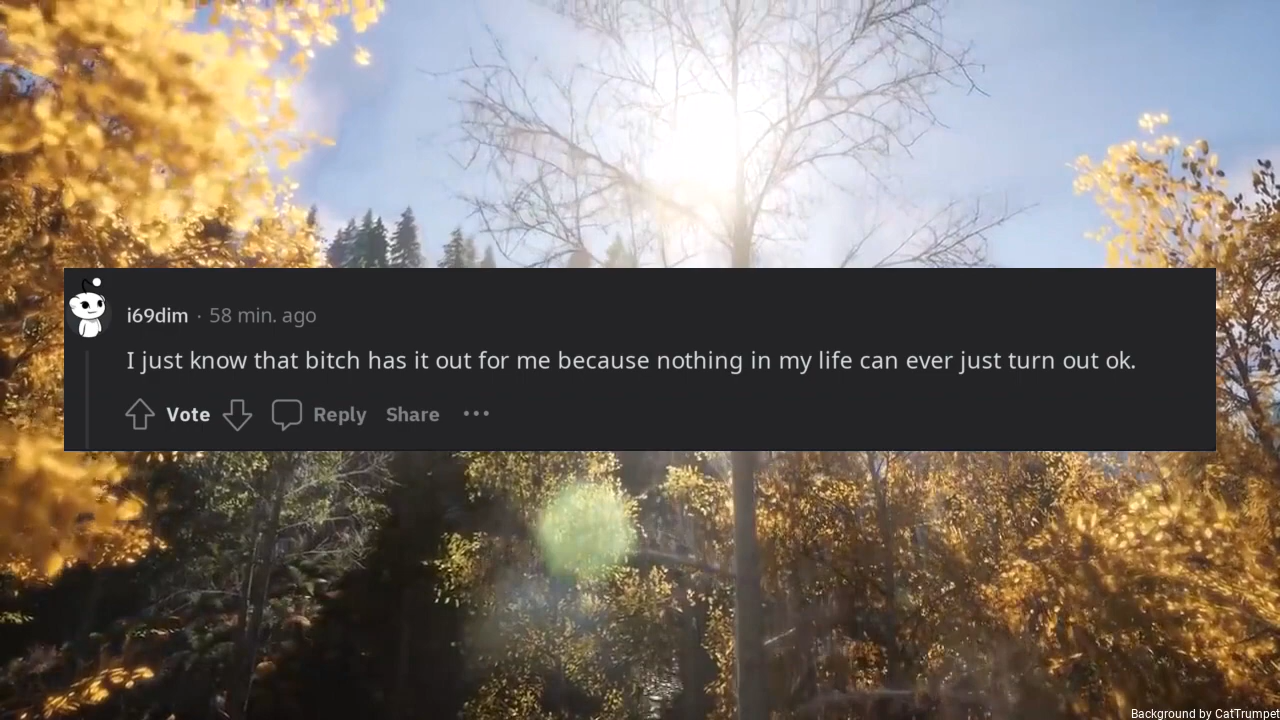 i69dim · 58 min. ago
I just know that bitch has it out for me because nothing in my life can ever just turn out ok.
Vote Reply Share ···
Background by CatTrumpet